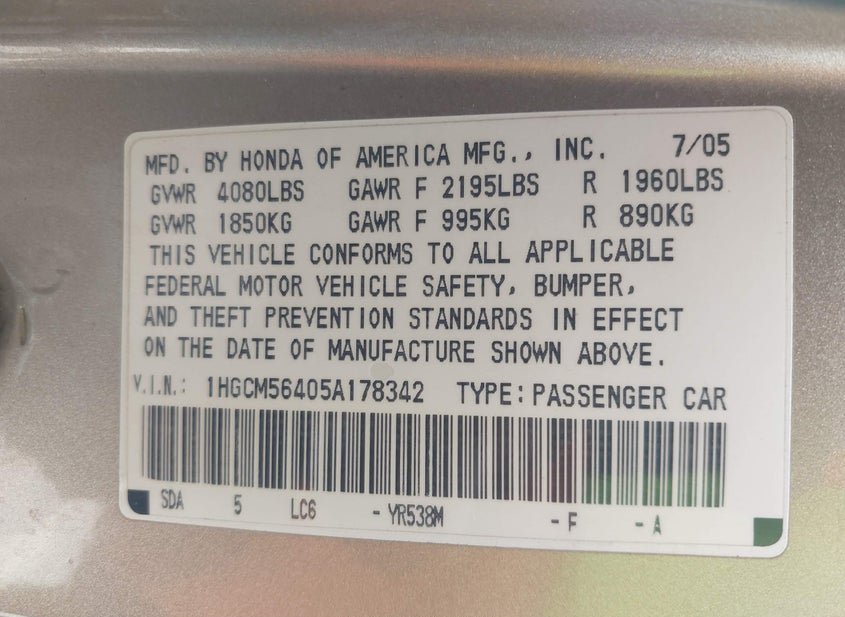 MFD. BY HONDA OF AMERICA MFG., INC. 7/05
GVWR 4080LBS GAWR F 2195LBS R 1960LBS
GVWR 1850KG GAWR F 995KG R 890KG
THIS VEHICLE CONFORMS TO ALL APPLICABLE
FEDERAL MOTOR VEHICLE SAFETY, BUMPER,
AND THEFT PREVENTION STANDARDS IN EFFECT
ON THE DATE OF MANUFACTURE SHOWN ABOVE.
V.I.N.: 1HGCM56405A178342 TYPE: PASSENGER CAR
SDA 5 LC6 - YR538M - F - A